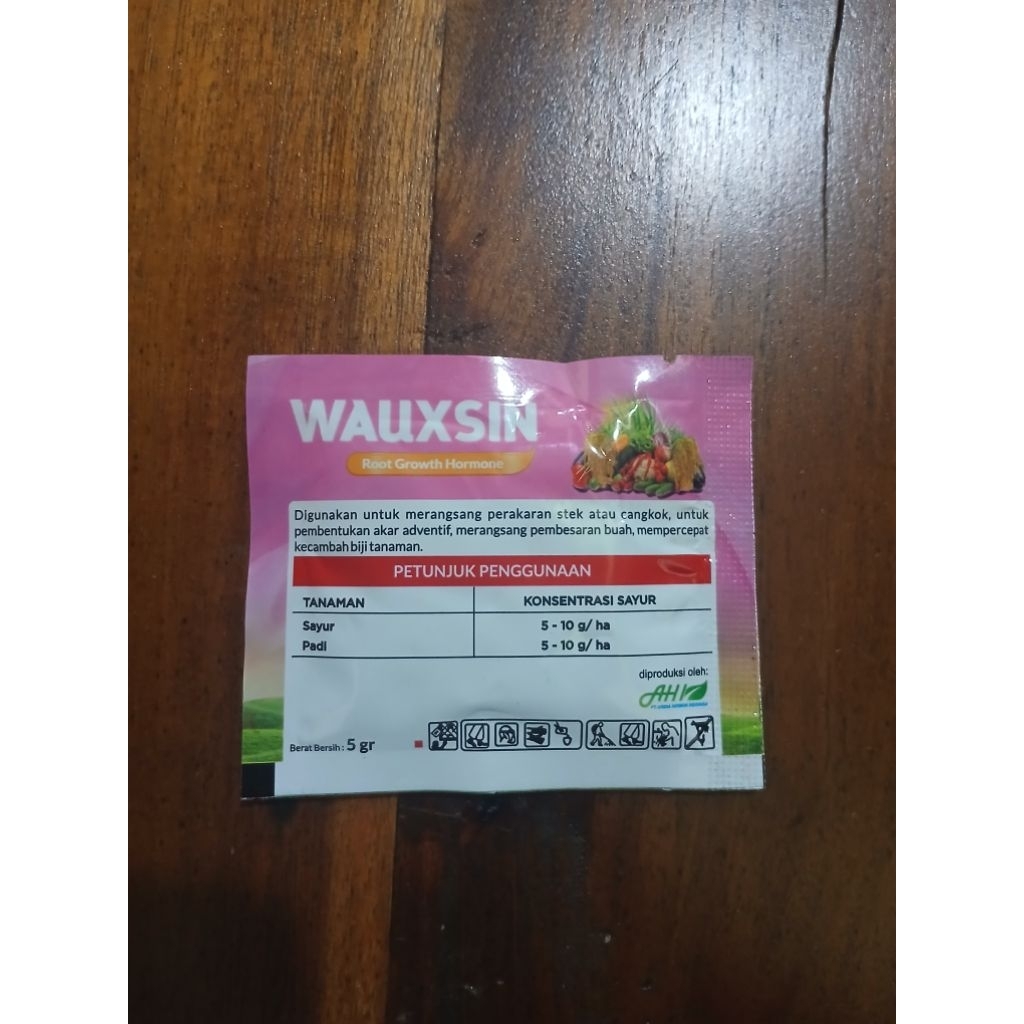 WAUXSIN
Root Growth Hormone
Digunakan untuk merangsang perakaran stek atau cangkok, untuk
pembentukan akar adventif, merangsang pembesaran buah, mempercepat
kecambah biji tanaman.
PETUNJUK PENGGUNAAN
TANAMAN KONSENTRASI SAYUR
Sayur 5 - 10 g/ ha
Padi 5 - 10 g/ ha
diproduksi oleh:
AHI
Berat Bersih : 5 gr